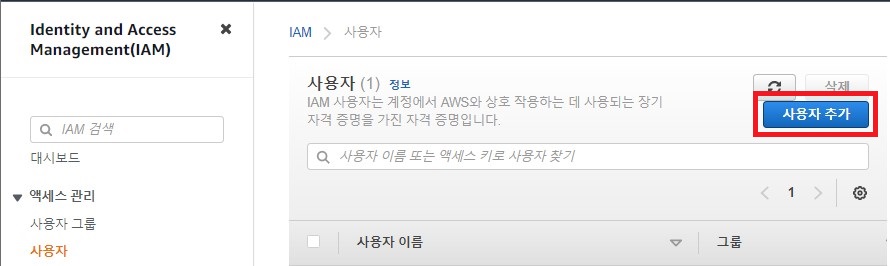 Identity and Access
Management(IAM)
IAM 검색
대시보드
액세스 관리
사용자 그룹
사용자
IAM
사용자
사용자 (1) 정보
삭제
IAM 사용자는 계정에서 AWS와 상호 작용하는 데 사용되는 장기
자격 증명을 가진 자격 증명입니다.
사용자 추가
사용자 이름 또는 액세스 키로 사용자 찾기
1
사용자 이름
그룹